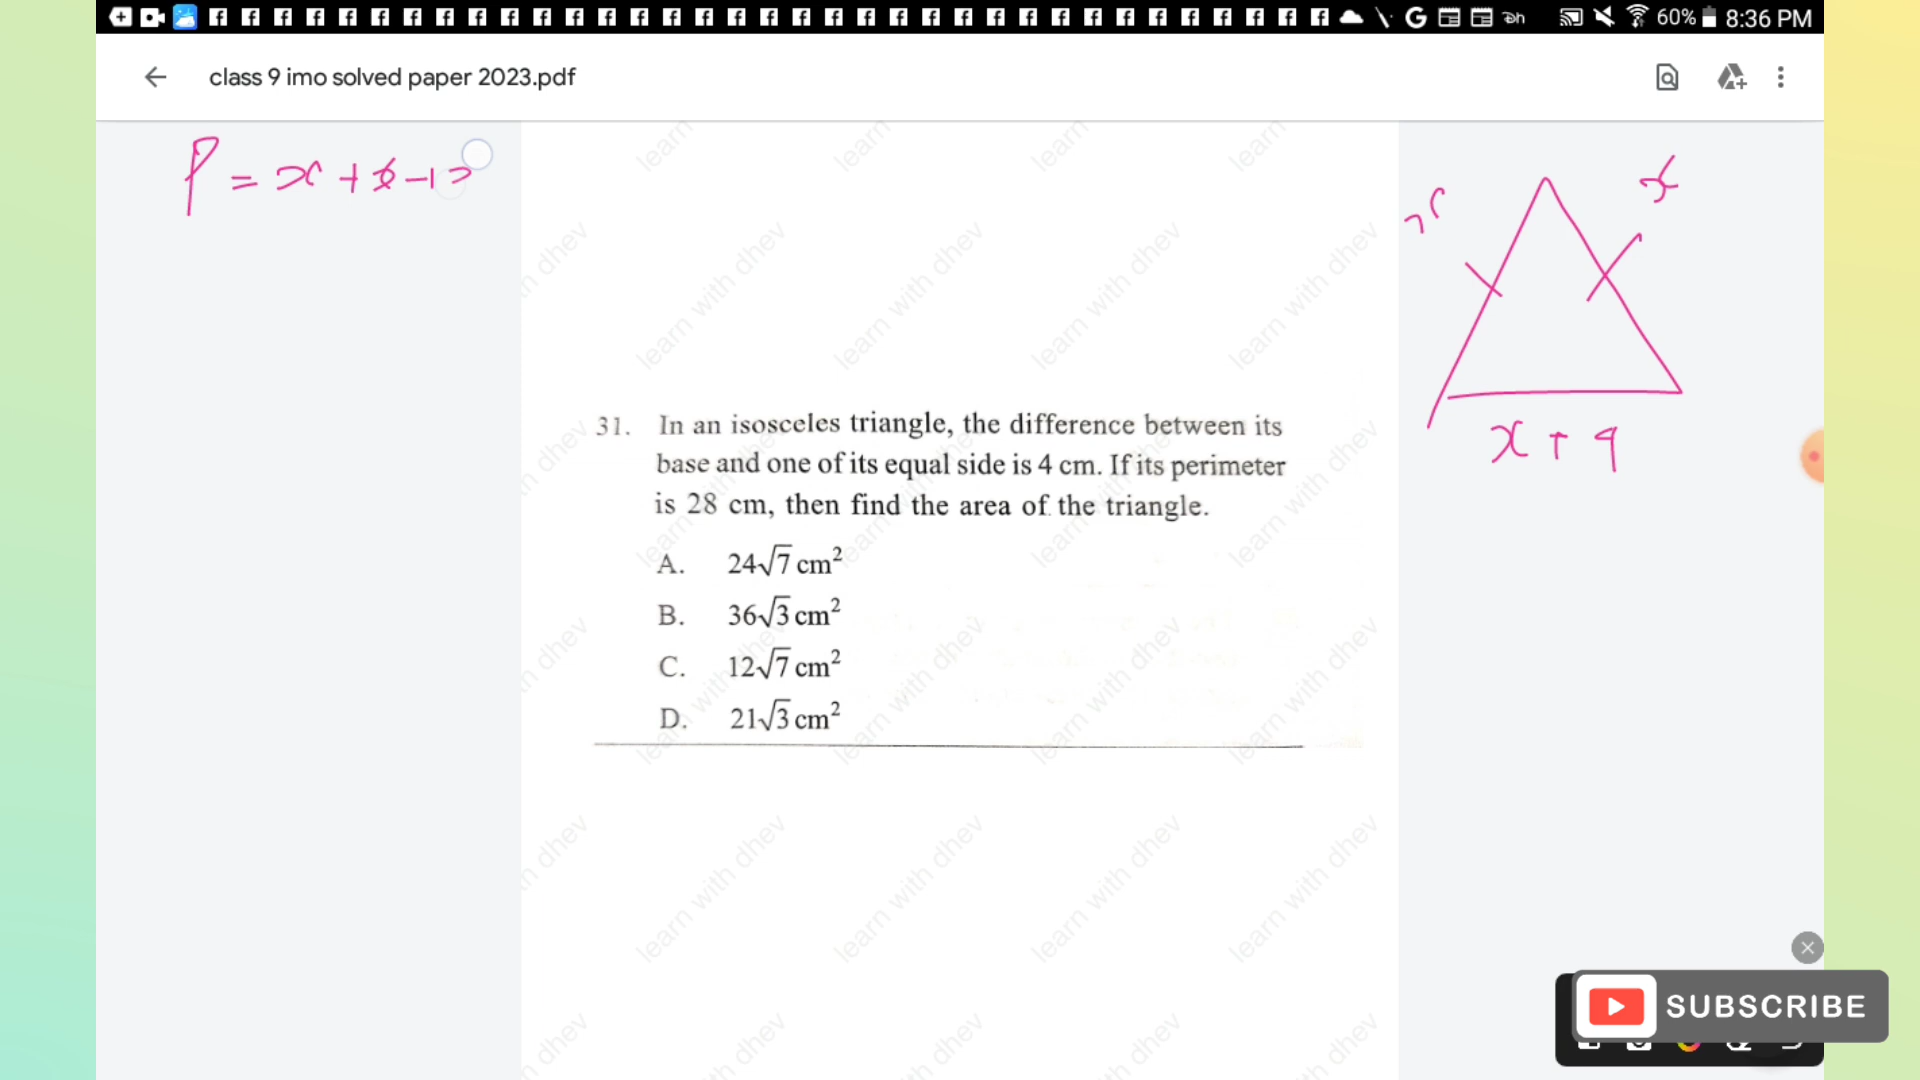 60% 8:36 PM
class 9 imo solved paper 2023.pdf
P = x + x
x
x
x + 4
31. In an isosceles triangle, the difference between its
base and one of its equal side is 4 cm. If its perimeter
is 28 cm, then find the area of the triangle.
A. 24√7 cm²
B. 36√3 cm²
C. 12√7 cm²
D. 21√3 cm²
learn with dhev
SUBSCRIBE